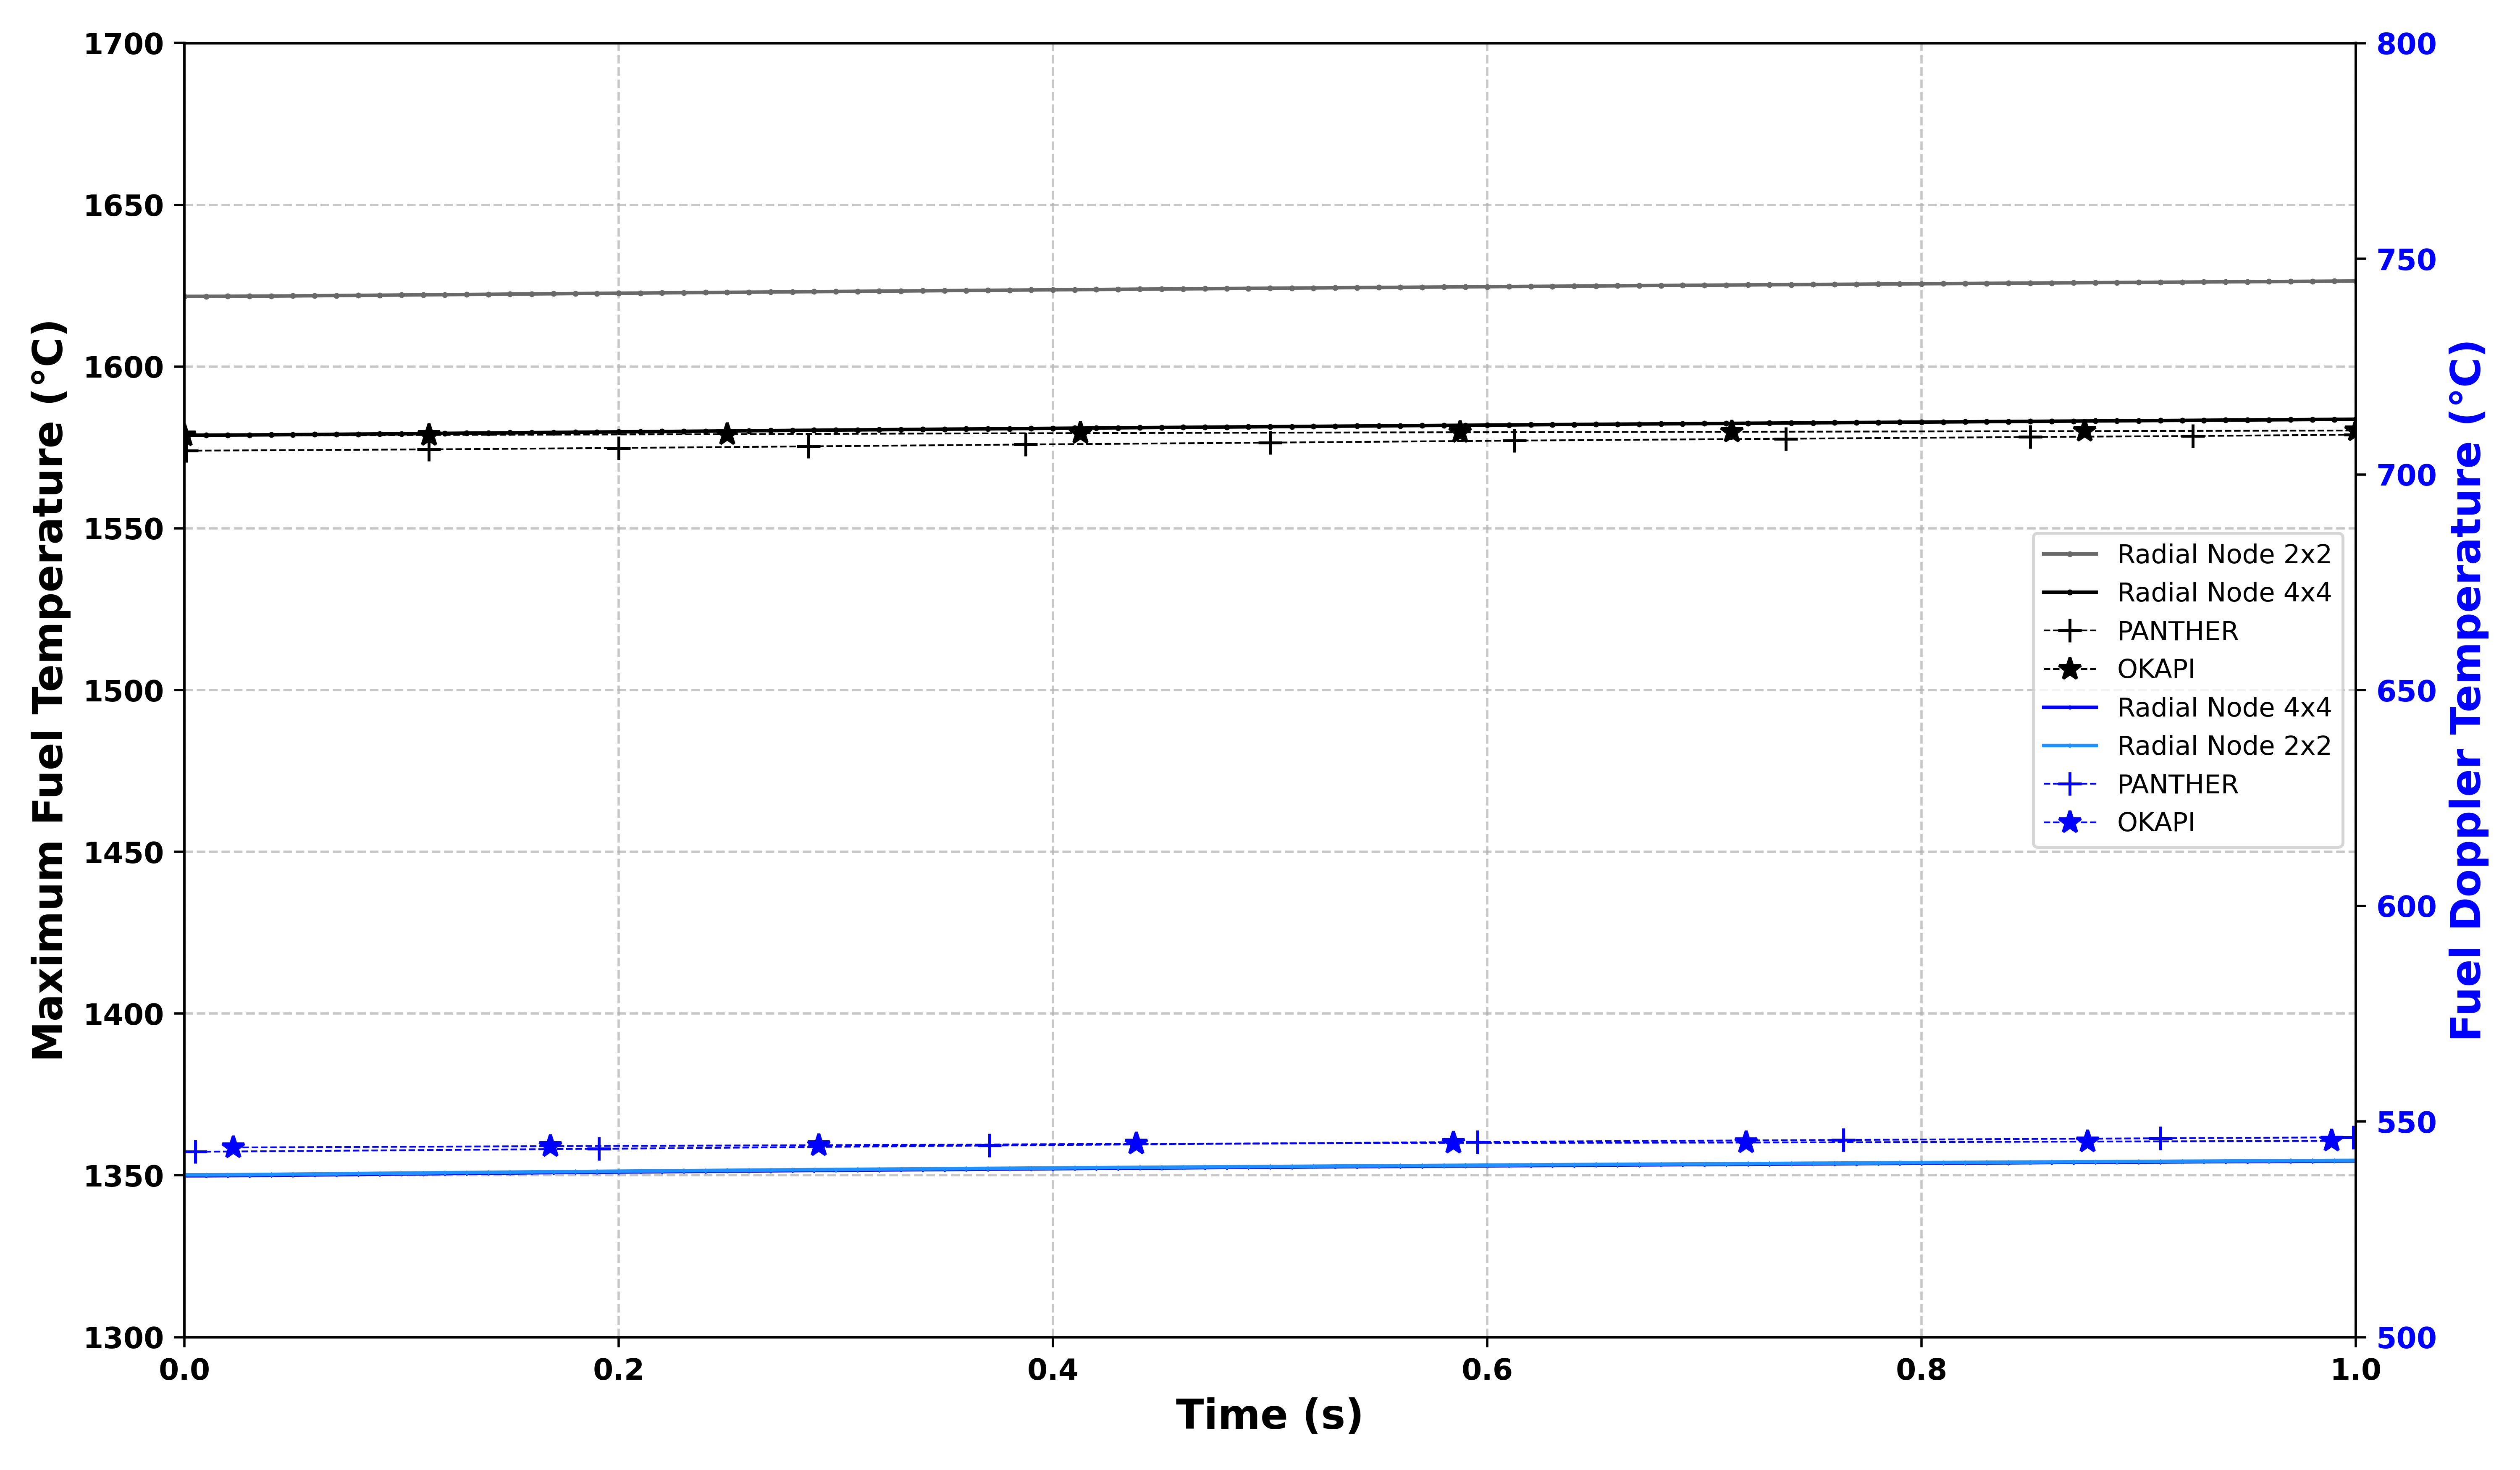 Maximum Fuel Temperature (°C)
1700
1650
1600
1550
1500
1450
1400
1350
1300
0.0
0.2
0.4
0.6
0.8
1.0
Time (s)
Radial Node 2x2
Radial Node 4x4
PANTHER
OKAPI
Radial Node 4x4
Radial Node 2x2
PANTHER
OKAPI
800
750
700
650
600
550
500
Fuel Doppler Temperature (°C)